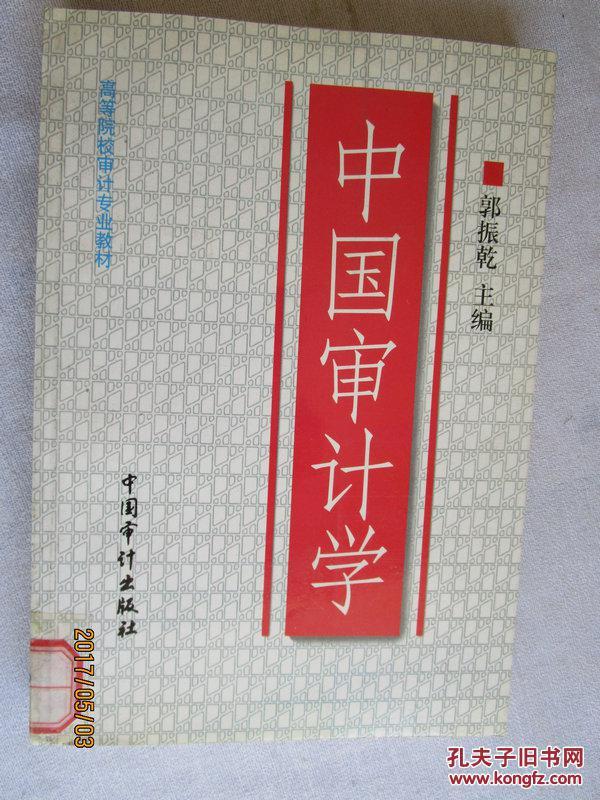 郭振乾 主编
中国审计学
高等院校审计专业教材
中国审计出版社
2017/05/03
孔夫子旧书网
www.kongfz.com